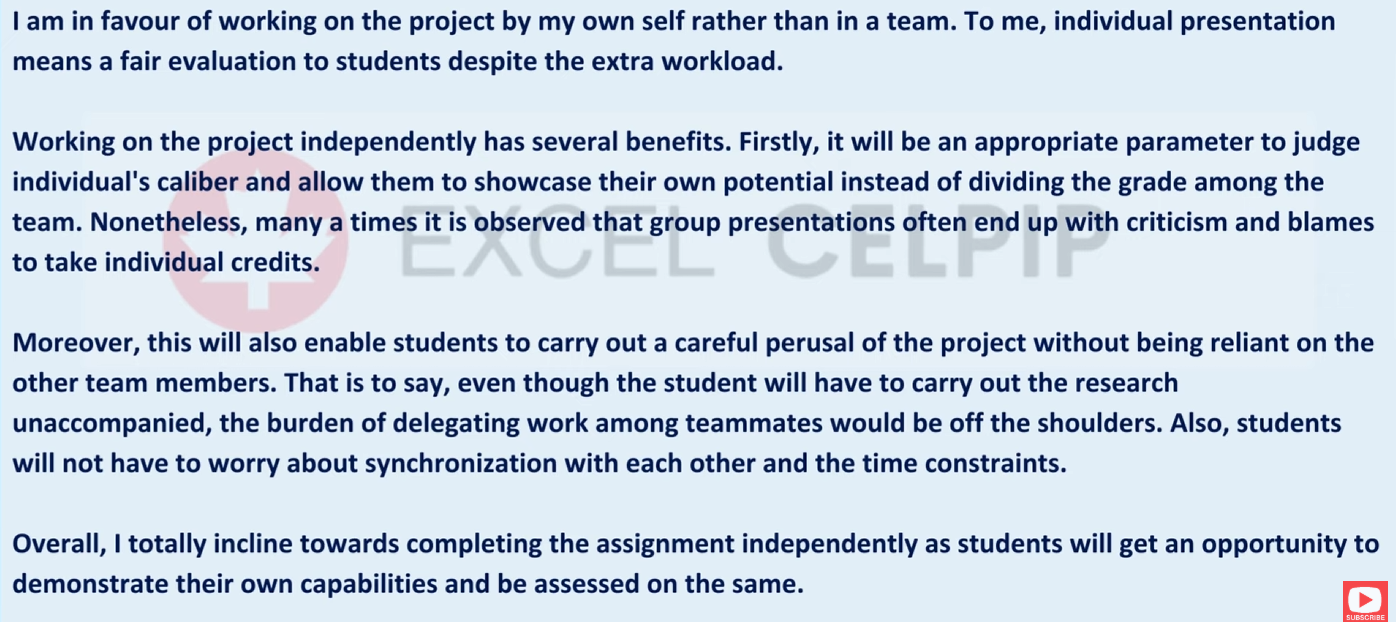 I am in favour of working on the project by my own self rather than in a team. To me, individual presentation
means a fair evaluation to students despite the extra workload.
Working on the project independently has several benefits. Firstly, it will be an appropriate parameter to judge
individual's caliber and allow them to showcase their own potential instead of dividing the grade among the
team. Nonetheless, many a times it is observed that group presentations often end up with criticism and blames
to take individual credits.
EXCEL CELPIP
Moreover, this will also enable students to carry out a careful perusal of the project without being reliant on the
other team members. That is to say, even though the student will have to carry out the research
unaccompanied, the burden of delegating work among teammates would be off the shoulders. Also, students
will not have to worry about synchronization with each other and the time constraints.
Overall, I totally incline towards completing the assignment independently as students will get an opportunity to
demonstrate their own capabilities and be assessed on the same.
SUBSCRIBE